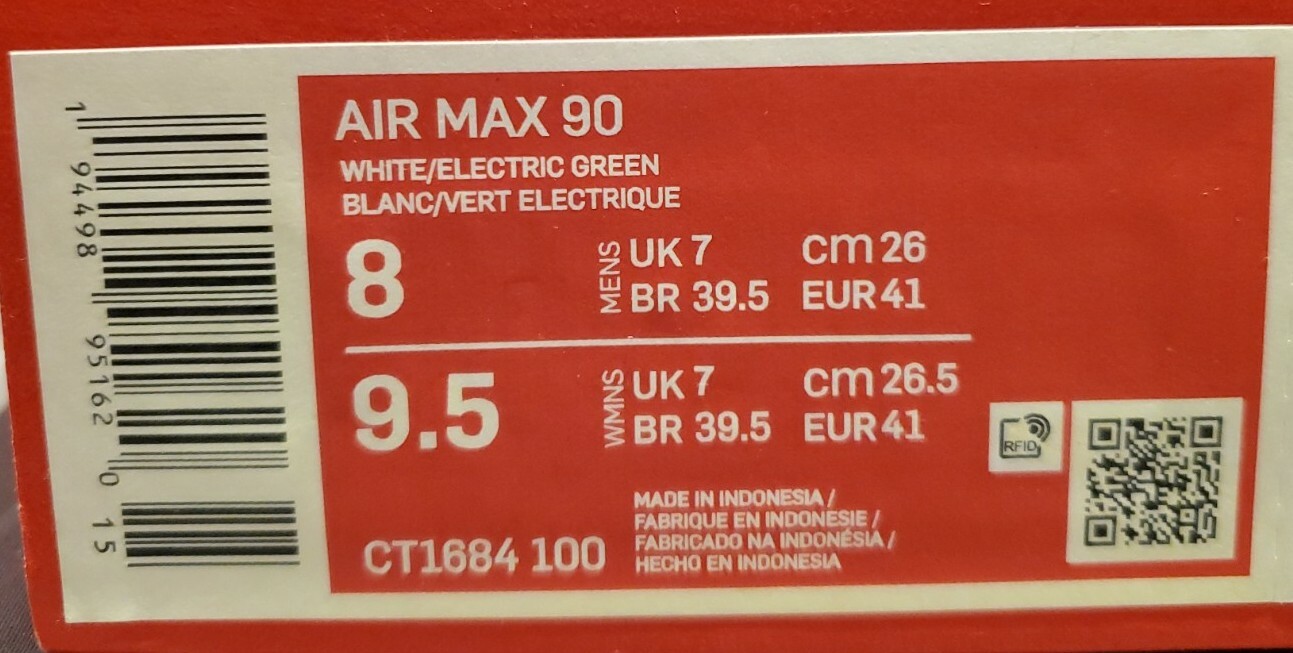 1 94498 95162 0 15
AIR MAX 90
WHITE/ELECTRIC GREEN
BLANC/VERT ELECTRIQUE
8
MENS
UK 7 cm 26
BR 39.5 EUR 41
9.5
WMNS
UK 7 cm 26.5
BR 39.5 EUR 41
RFID
CT1684 100
MADE IN INDONESIA /
FABRIQUE EN INDONESIE /
FABRICADO NA INDONÉSIA /
HECHO EN INDONESIA